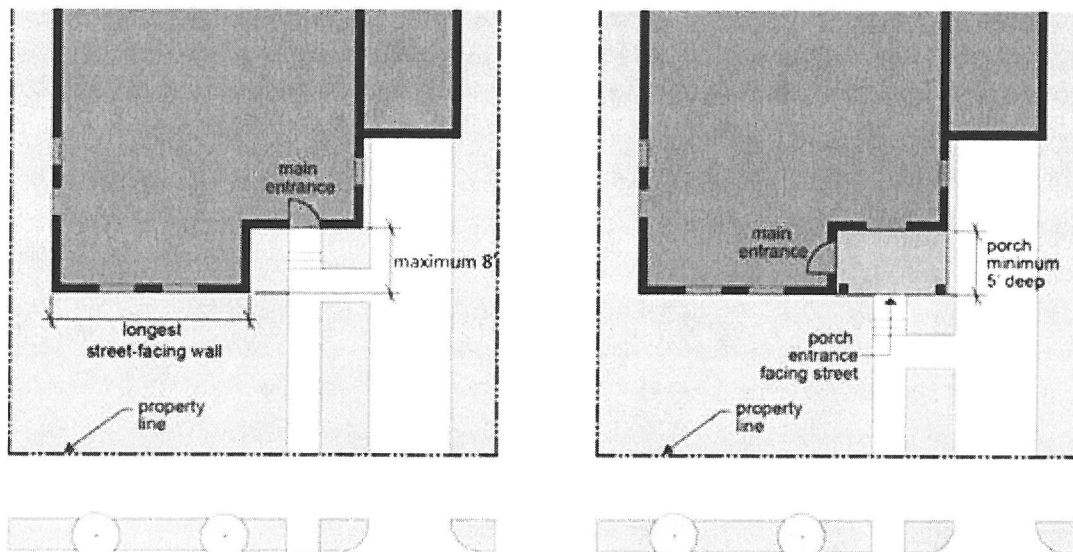 main
entrance
maximum 8'
longest
street-facing wall
property
line
main
entrance
porch
minimum
5' deep
porch
entrance
facing street
property
line